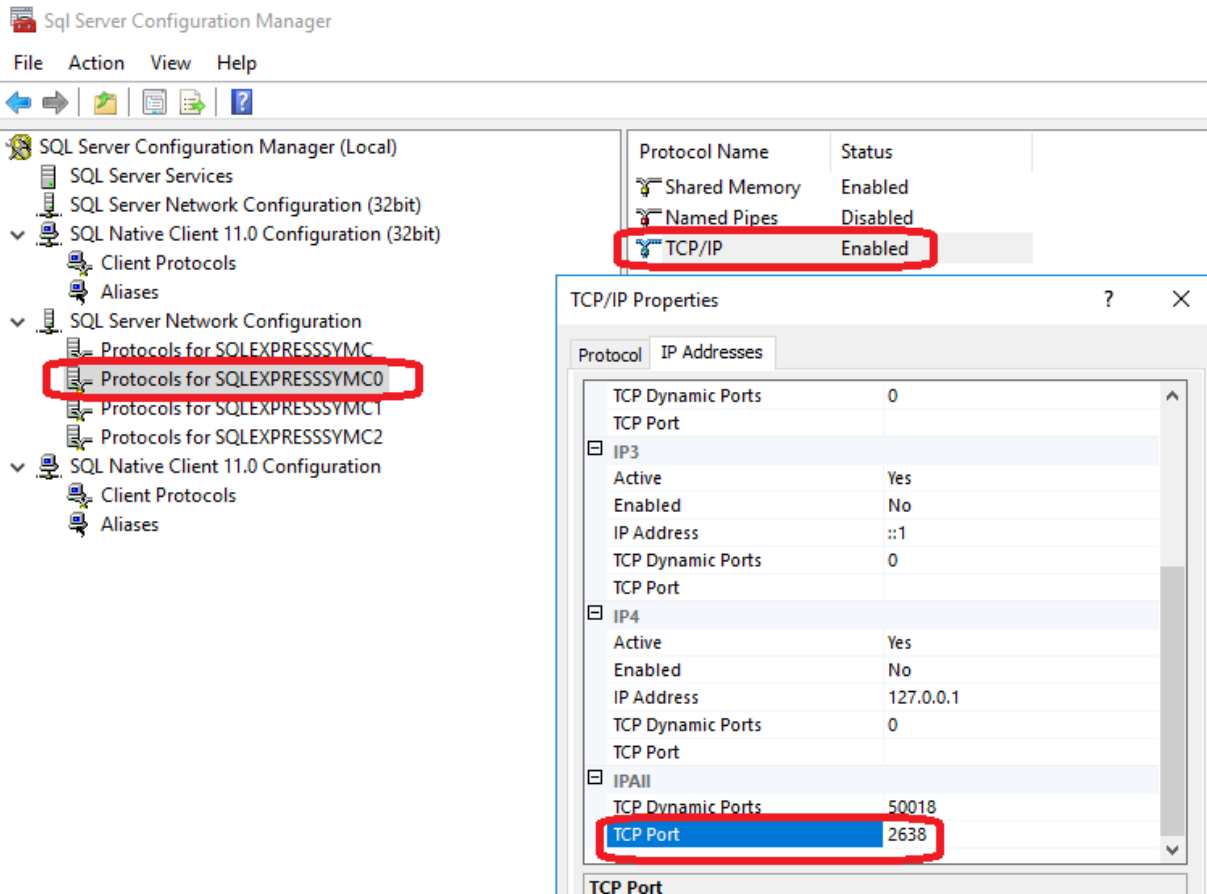 Sql Server Configuration Manager
File Action View Help
SQL Server Configuration Manager (Local)
SQL Server Services
SQL Server Network Configuration (32bit)
SQL Native Client 11.0 Configuration (32bit)
Client Protocols
Aliases
SQL Server Network Configuration
Protocols for SQLEXPRESSSYMC
Protocols for SQLEXPRESSSYMC0
Protocols for SQLEXPRESSSYMC1
Protocols for SQLEXPRESSSYMC2
SQL Native Client 11.0 Configuration
Client Protocols
Aliases
Protocol Name Status
Shared Memory Enabled
Named Pipes Disabled
TCP/IP Enabled
TCP/IP Properties ?
Protocol IP Addresses
TCP Dynamic Ports 0
TCP Port
IP3
Active Yes
Enabled No
IP Address ::1
TCP Dynamic Ports 0
TCP Port
IP4
Active Yes
Enabled No
IP Address 127.0.0.1
TCP Dynamic Ports 0
TCP Port
IPAll
TCP Dynamic Ports 50018
TCP Port 2638
TCP Port